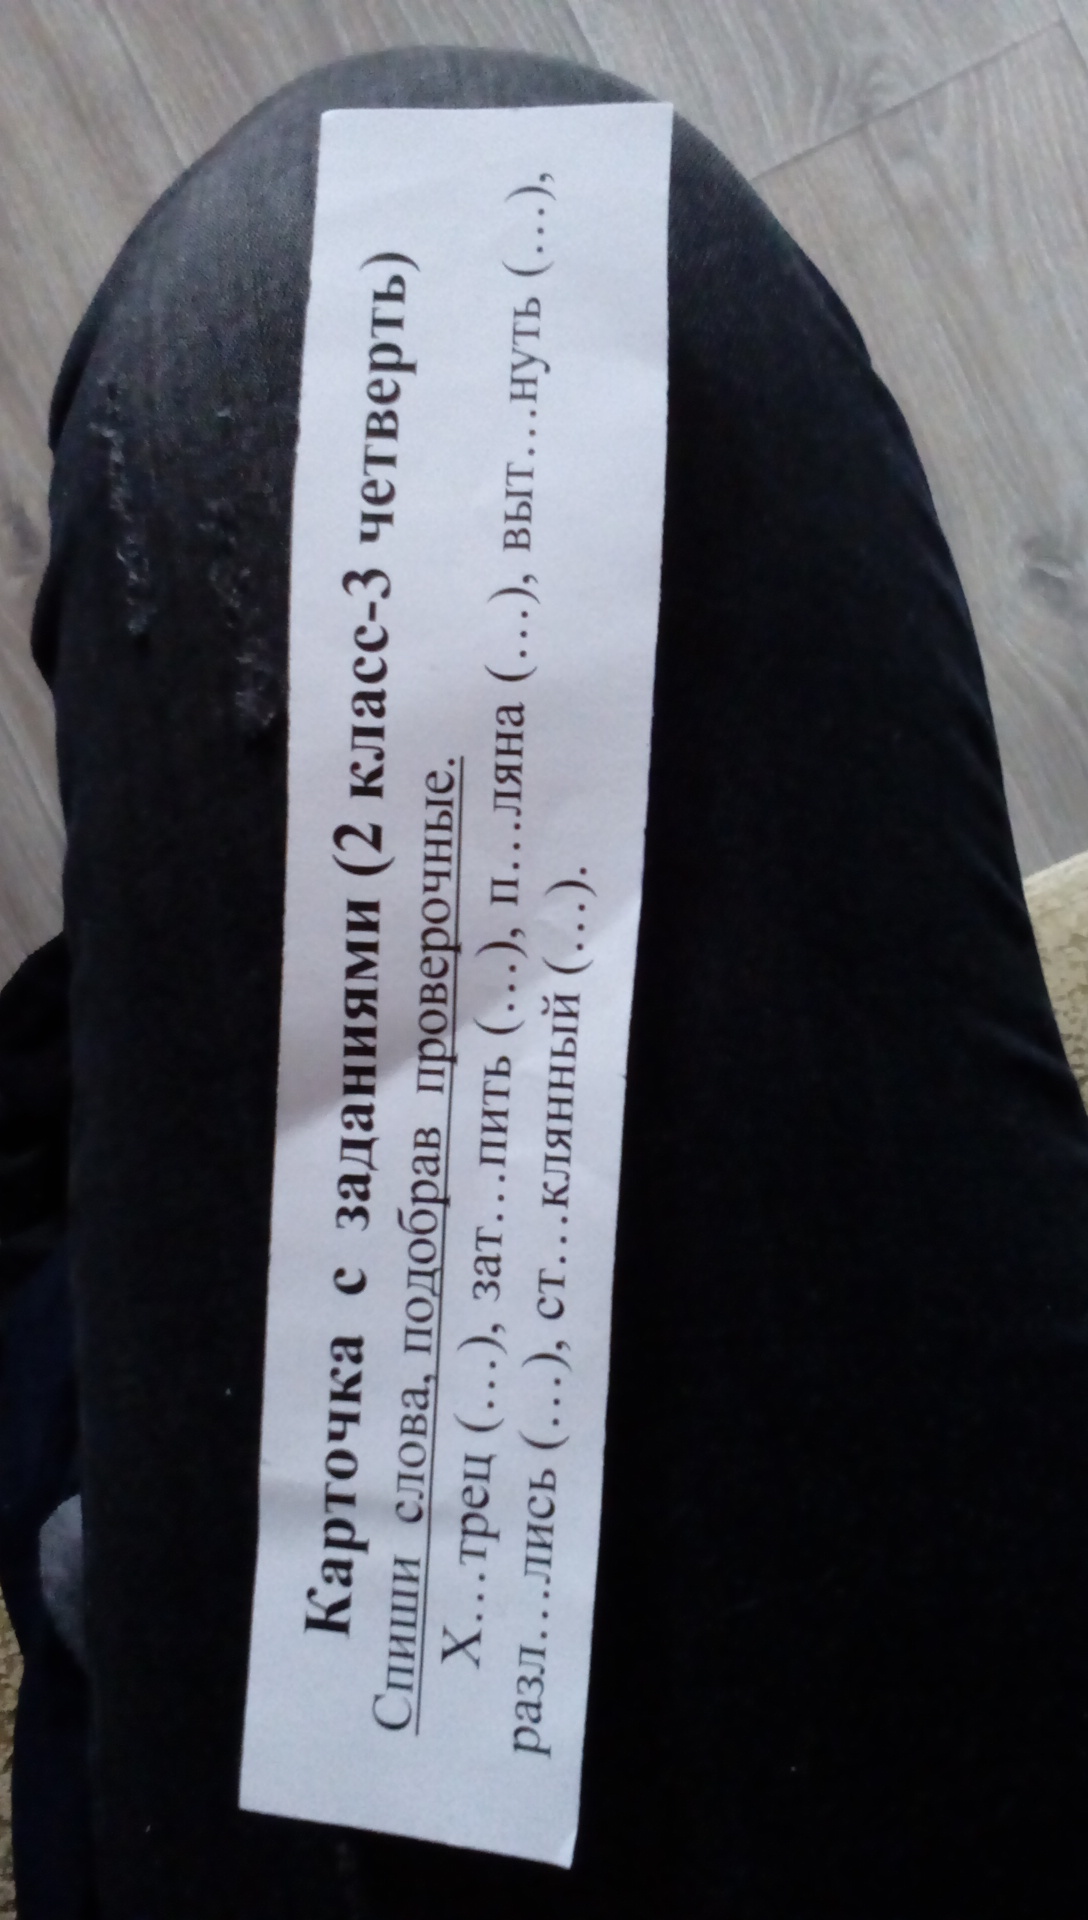 Карточка с заданиями (2 класс-3 четверть)
Спиши слова, подобрав проверочные.
Х…трец (…), зат…пить (…), п…ляна (…), выт…нуть (…),
разл…лись (…), ст…клянный (…).